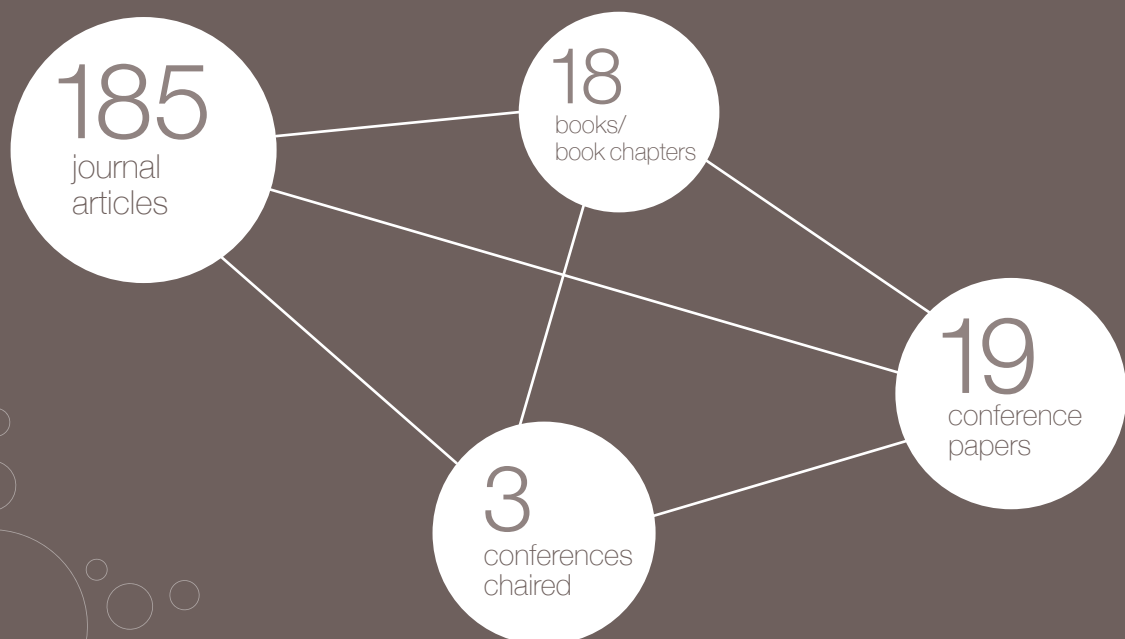 185
journal
articles
18
books/
book chapters
19
conference
papers
3
conferences
chaired